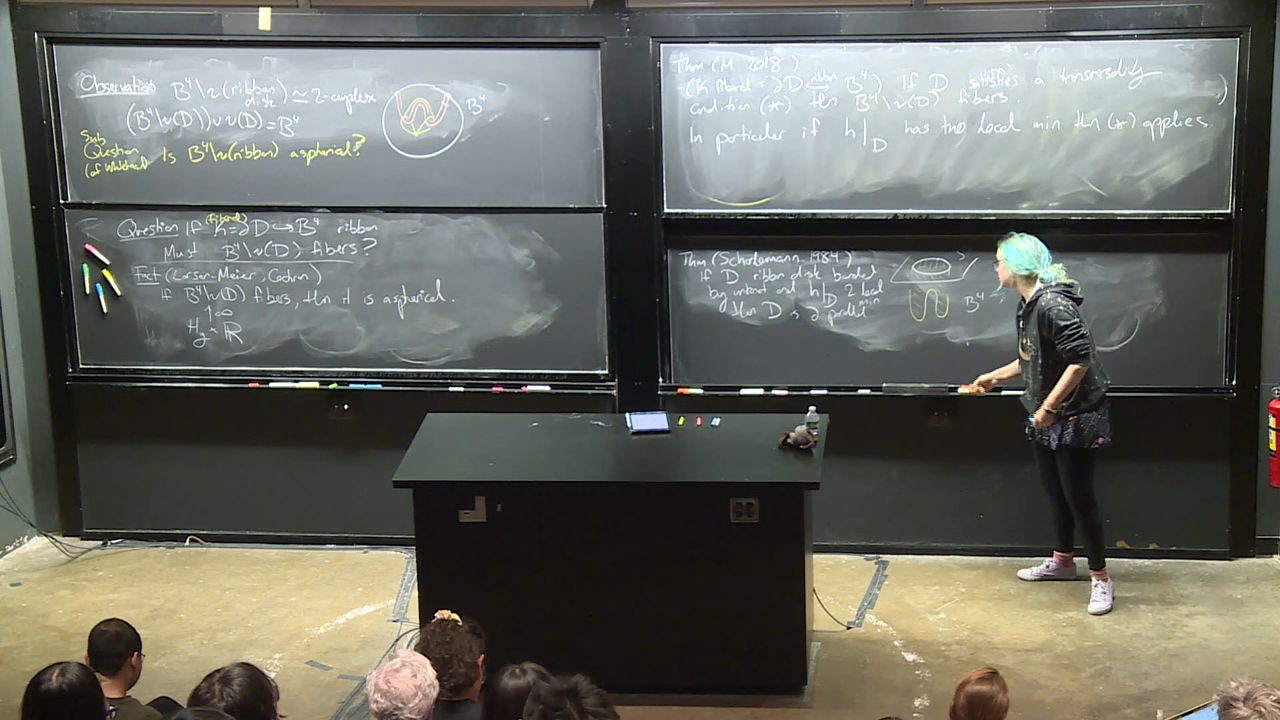 Observation B⁴\ν(ribbon disk) ≃ 2-complex
(B⁴\ν(D)) ∪ ν(D) = B⁴
B⁴
Sub
Question Is B⁴\ν(ribbon) aspherical?
(of Whitehead)
Question If (fibered) K=∂D ↪ B⁴ ribbon
Must B⁴\ν(D) fibers?
Fact (Larson-Meier, Cochran)
If B⁴\ν(D) fibers, then it is aspherical.
H_g × ℝ
Thm (M 2018)
(K fibered = ∂D ribbon B⁴) If D satisfies a transversality
condition (*) then B⁴\ν(D) fibers.
In particular if h|_D has two local min then (*) applies.
Thm (Scharlemann 1984)
If D ribbon disk bounded
by unknot and h|_D 2 local min
then D is ∂ parallel
B⁴